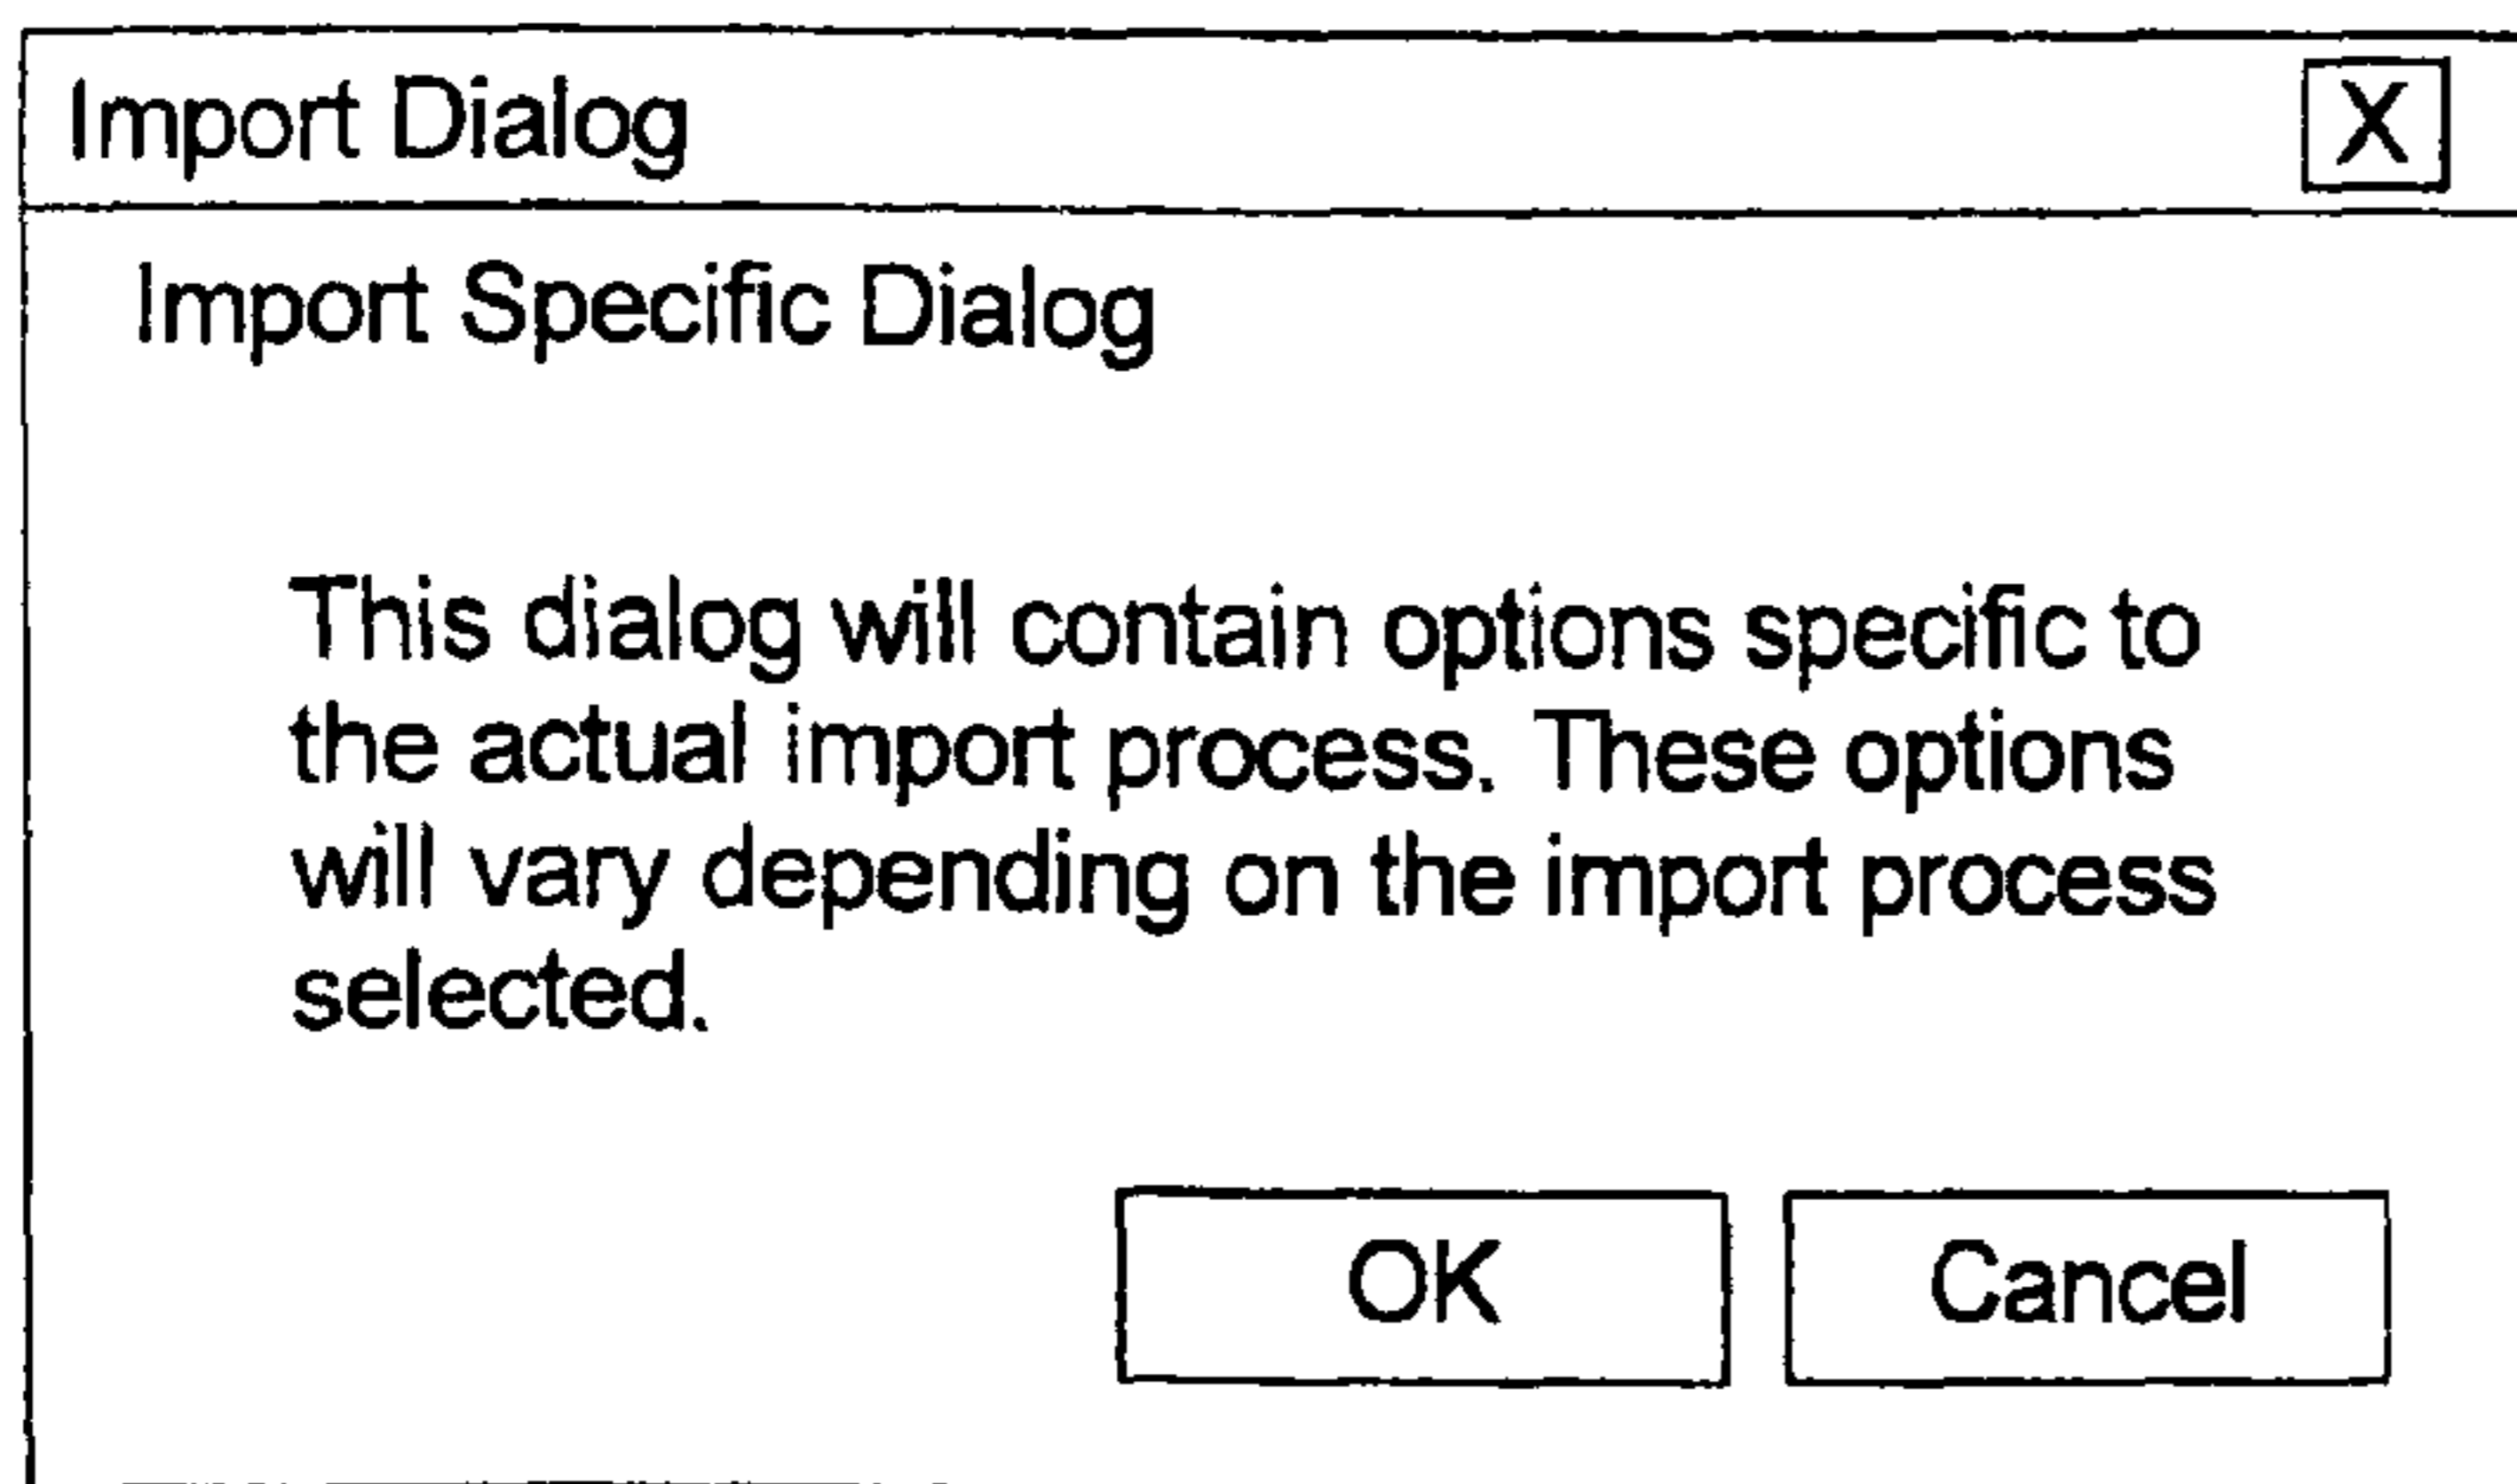 Import Dialog X
Import Specific Dialog
This dialog will contain options specific to
the actual import process. These options
will vary depending on the import process
selected.
OK Cancel